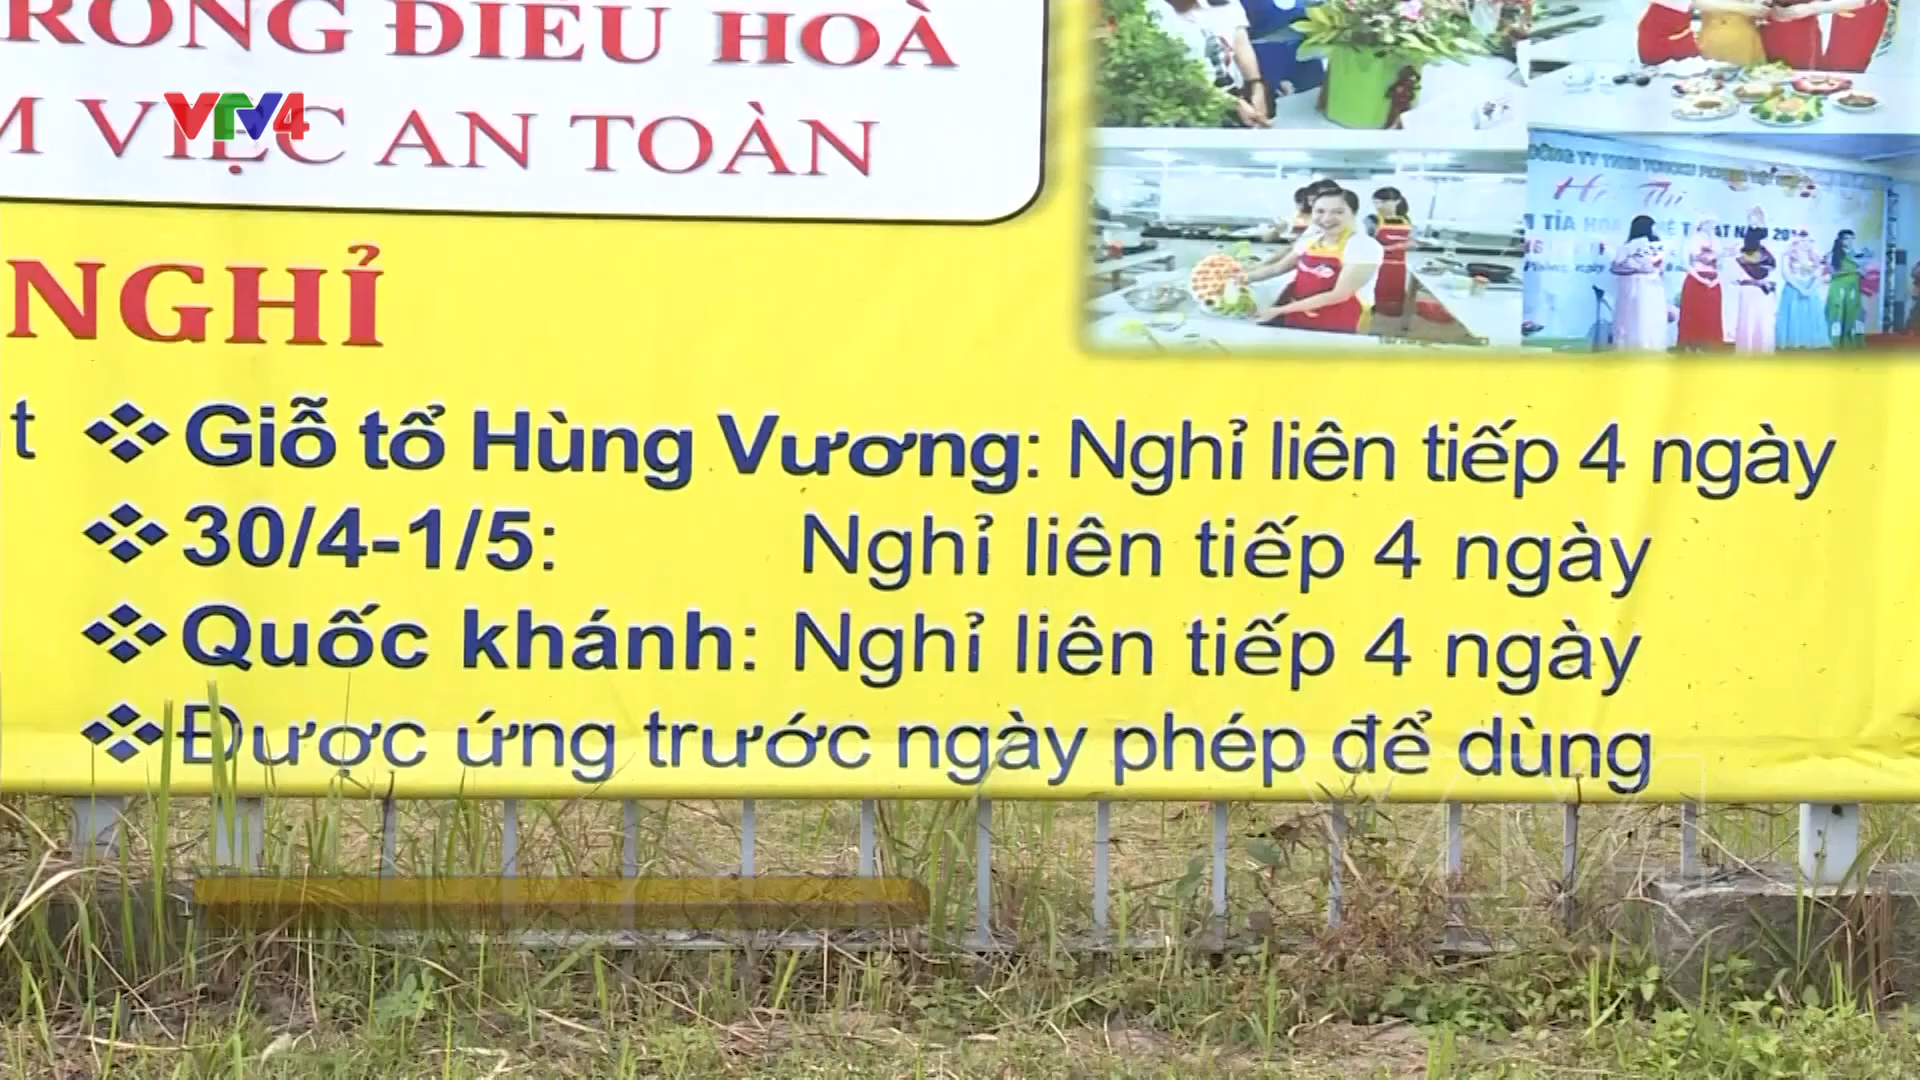 RONG ĐIỀU HOÀ
VTV4
M VIỆC AN TOÀN
NGHỈ
t ❖Giỗ tổ Hùng Vương: Nghỉ liên tiếp 4 ngày
❖30/4-1/5: Nghỉ liên tiếp 4 ngày
❖Quốc khánh: Nghỉ liên tiếp 4 ngày
❖Được ứng trước ngày phép để dùng